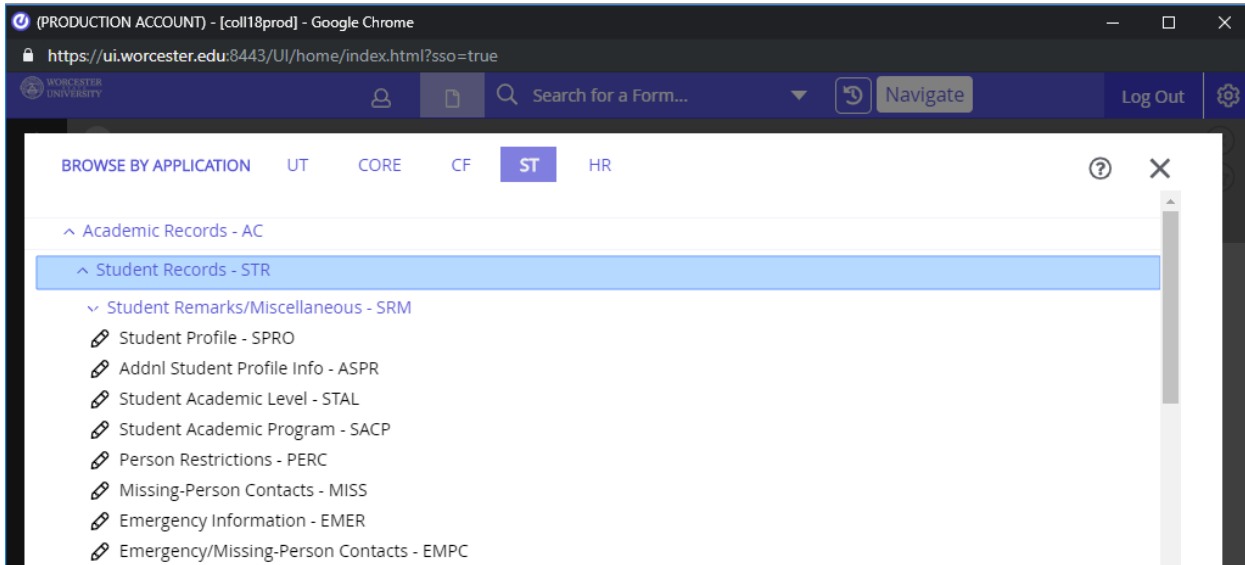 (PRODUCTION ACCOUNT) - [coll18prod] - Google Chrome
https://ui.worcester.edu:8443/UI/home/index.html?sso=true
WORCESTER
UNIVERSITY
Search for a Form...
Navigate
Log Out
BROWSE BY APPLICATION UT CORE CF ST HR
Academic Records - AC
Student Records - STR
Student Remarks/Miscellaneous - SRM
Student Profile - SPRO
Addnl Student Profile Info - ASPR
Student Academic Level - STAL
Student Academic Program - SACP
Person Restrictions - PERC
Missing-Person Contacts - MISS
Emergency Information - EMER
Emergency/Missing-Person Contacts - EMPC